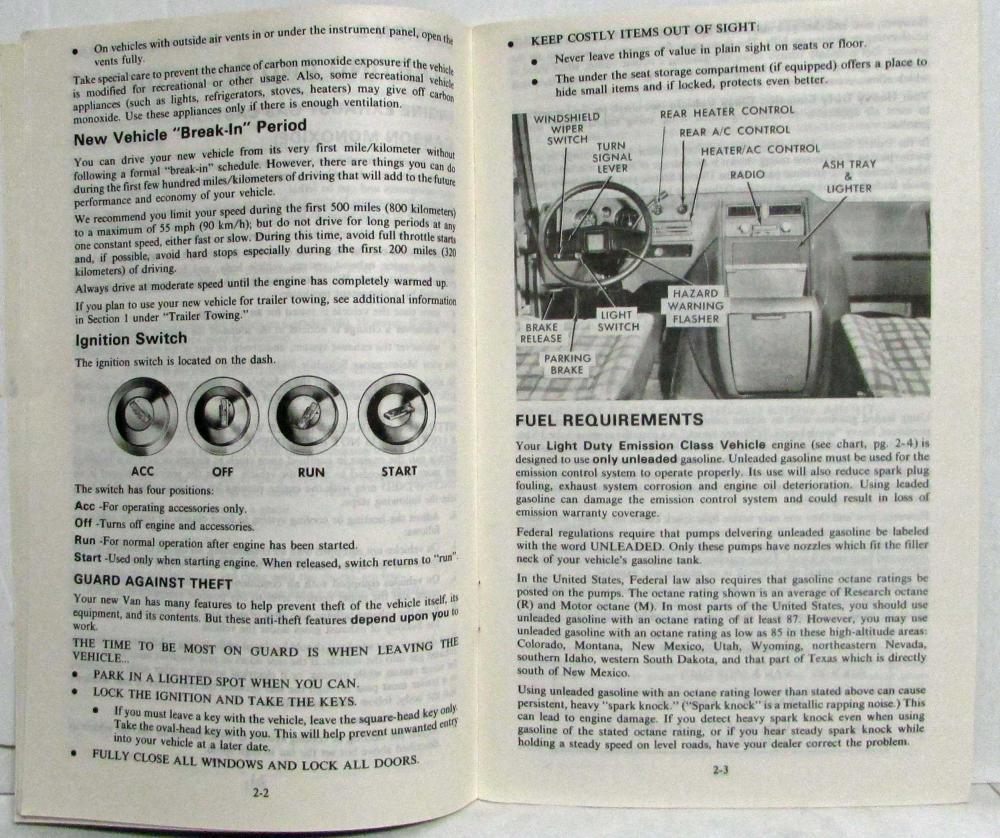 • On vehicles with outside air vents in or under the instrument panel, open the
vents fully.
Take special care to prevent the chance of carbon monoxide exposure if the vehicle
is modified for recreational or other usage. Also, some recreational vehicle
appliances (such as lights, refrigerators, stoves, heaters) may give off carbon
monoxide. Use these appliances only if there is enough ventilation.
New Vehicle "Break-In" Period
You can drive your new vehicle from its very first mile/kilometer without
following a formal "break-in" schedule. However, there are things you can do
during the first few hundred miles/kilometers of driving that will add to the future
performance and economy of your vehicle.
We recommend you limit your speed during the first 500 miles (800 kilometers)
to a maximum of 55 mph (90 km/h); but do not drive for long periods at any
one constant speed, either fast or slow. During this time, avoid full throttle starts
and, if possible, avoid hard stops especially during the first 200 miles (320
kilometers) of driving.
Always drive at moderate speed until the engine has completely warmed up.
If you plan to use your new vehicle for trailer towing, see additional information
in Section 1 under "Trailer Towing."
Ignition Switch
The ignition switch is located on the dash.
ACC OFF RUN START
The switch has four positions:
Acc -For operating accessories only.
Off -Turns off engine and accessories.
Run -For normal operation after engine has been started.
Start -Used only when starting engine. When released, switch returns to "run".
GUARD AGAINST THEFT
Your new Van has many features to help prevent theft of the vehicle itself, its
equipment, and its contents. But these anti-theft features depend upon you to
work.
THE TIME TO BE MOST ON GUARD IS WHEN LEAVING THE
VEHICLE...
• PARK IN A LIGHTED SPOT WHEN YOU CAN.
• LOCK THE IGNITION AND TAKE THE KEYS.
• If you must leave a key with the vehicle, leave the square-head key only.
Take the oval-head key with you. This will help prevent unwanted entry
into your vehicle at a later date.
• FULLY CLOSE ALL WINDOWS AND LOCK ALL DOORS.
2-2
• KEEP COSTLY ITEMS OUT OF SIGHT:
• Never leave things of value in plain sight on seats or floor.
• The under the seat storage compartment (if equipped) offers a place to
hide small items and if locked, protects even better.
WINDSHIELD
WIPER
SWITCH
TURN
SIGNAL
LEVER
REAR HEATER CONTROL
REAR A/C CONTROL
HEATER/AC CONTROL
RADIO
ASH TRAY
&
LIGHTER
HAZARD
WARNING
FLASHER
LIGHT
SWITCH
BRAKE
RELEASE
PARKING
BRAKE
FUEL REQUIREMENTS
Your Light Duty Emission Class Vehicle engine (see chart, pg. 2-4) is
designed to use only unleaded gasoline. Unleaded gasoline must be used for the
emission control system to operate properly. Its use will also reduce spark plug
fouling, exhaust system corrosion and engine oil deterioration. Using leaded
gasoline can damage the emission control system and could result in loss of
emission warranty coverage.
Federal regulations require that pumps delvering unleaded gasoline be labeled
with the word UNLEADED. Only these pumps have nozzles which fit the filler
neck of your vehicle's gasoline tank.
In the United States, Federal law also requires that gasoline octane ratings be
posted on the pumps. The octane rating shown is an average of Research octane
(R) and Motor octane (M). In most parts of the United States, you should use
unleaded gasoline with an octane rating of at least 87. However, you may use
unleaded gasoline with an octane rating as low as 85 in these high-altitude areas:
Colorado, Montana, New Mexico, Utah, Wyoming, northeastern Nevada,
southern Idaho, western South Dakota, and that part of Texas which is directly
south of New Mexico.
Using unleaded gasoline with an octane rating lower than stated above can cause
persistent, heavy "spark knock." ("Spark knock" is a metallic rapping noise.) This
can lead to engine damage. If you detect heavy spark knock even when using
gasoline of the stated octane rating, or if you hear steady spark knock while
holding a steady speed on level roads, have your dealer correct the problem.
2-3